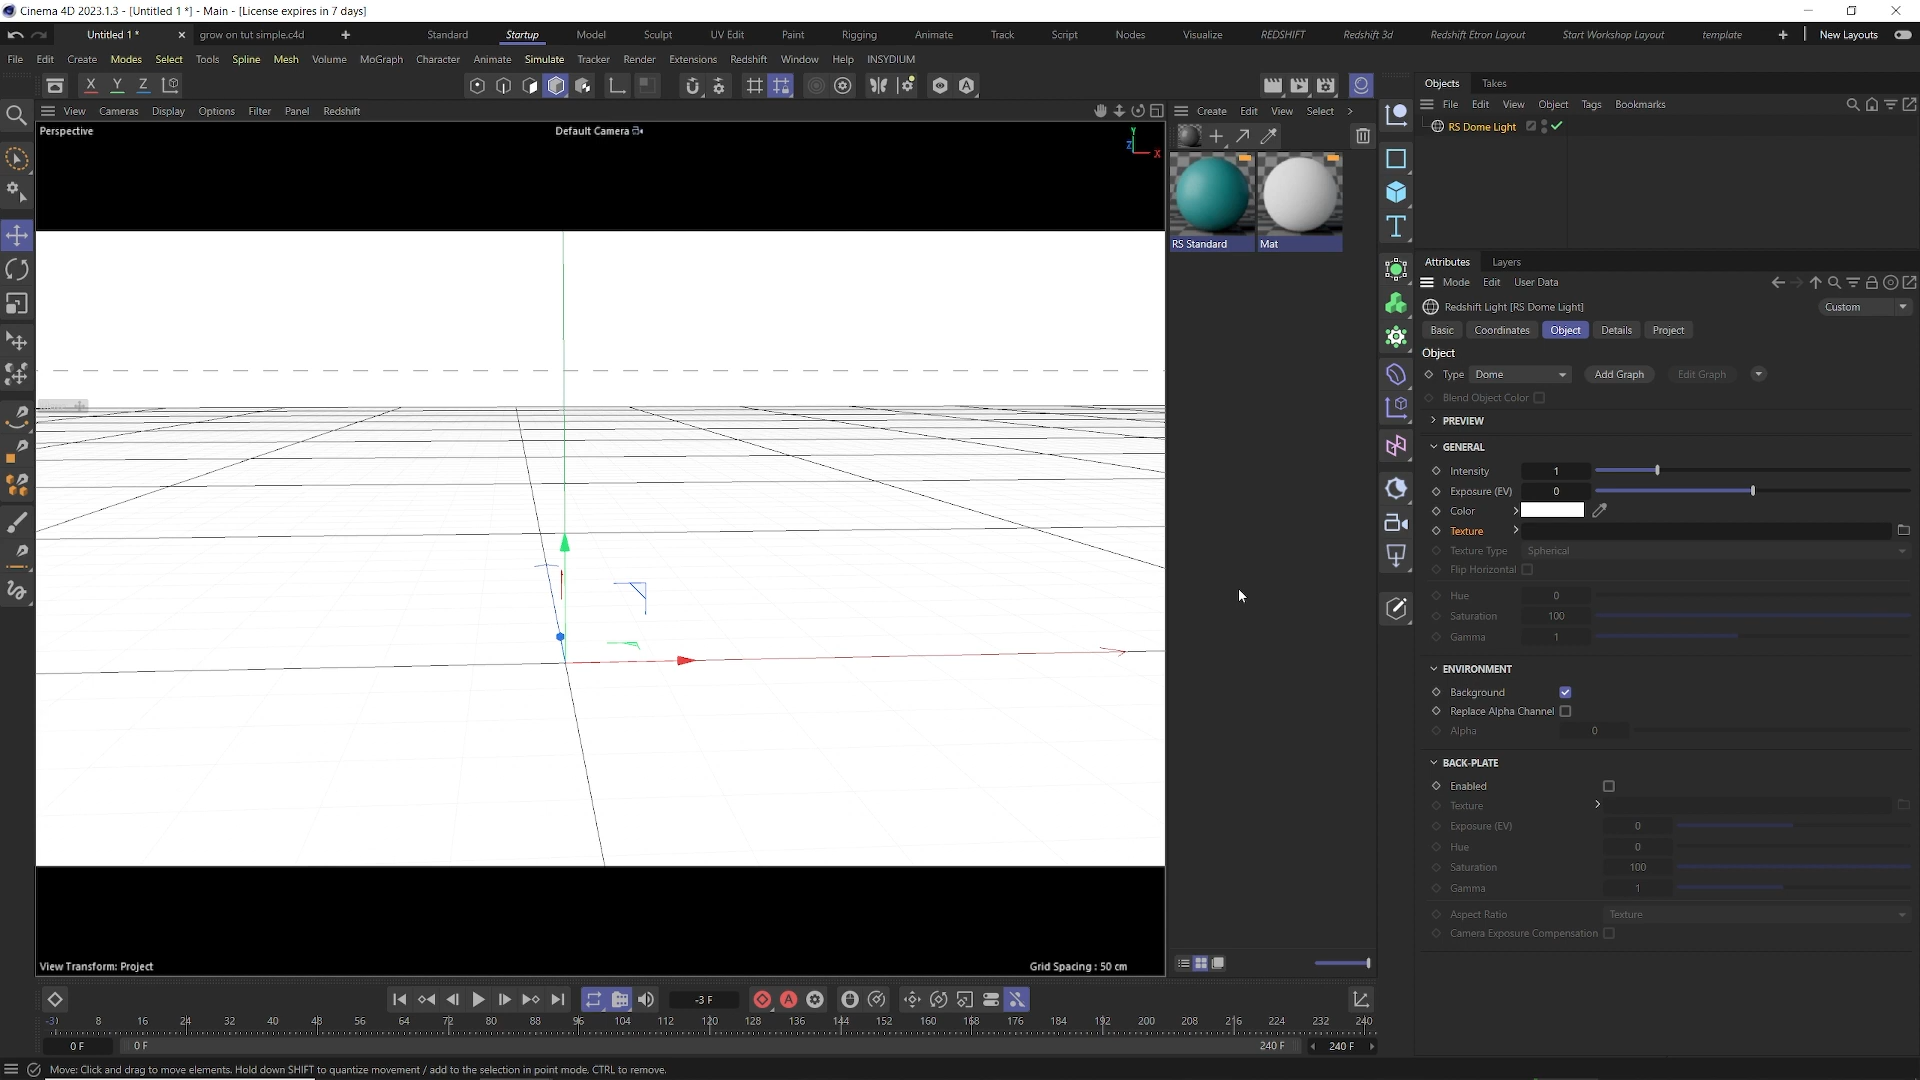 Cinema 4D 2023.1.3 - [Untitled 1 *] - Main - [License expires in 7 days]
Untitled 1 * grow on tut simple.c4d Standard Startup Model Sculpt UV Edit Paint Rigging Animate Track Script Nodes Visualize REDSHIFT Redshift 3d Redshift Etron Layout Start Workshop Layout template New Layouts
File Edit Create Modes Select Tools Spline Mesh Volume MoGraph Character Animate Simulate Tracker Render Extensions Redshift Window Help INSYDIUM
X Y Z
Objects Takes
View Cameras Display Options Filter Panel Redshift
Create Edit View Select
File Edit View Object Tags Bookmarks
Perspective
Default Camera
Y
Z X
RS Dome Light
RS Standard
Mat
Attributes Layers
Mode Edit User Data
Redshift Light [RS Dome Light]
Custom
Basic Coordinates Object Details Project
Object
Type Dome Add Graph Edit Graph
Blend Object Color
PREVIEW
GENERAL
Intensity 1
Exposure (EV) 0
Color
Texture
Texture Type Spherical
Flip Horizontal
Hue 0
Saturation 100
Gamma 1
ENVIRONMENT
Background
Replace Alpha Channel
Alpha 0
BACK-PLATE
Enabled
Texture
Exposure (EV) 0
Hue 0
Saturation 100
Gamma 1
Aspect Ratio Texture
Camera Exposure Compensation
View Transform: Project
Grid Spacing : 50 cm
-3 F
8 16 24 32 40 48 56 64 72 80 88 96 104 112 120 128 136 144 152 160 168 176 184 192 200 208 216 224 232 240
0 F 0 F 240 F 240 F
Move: Click and drag to move elements. Hold down SHIFT to quantize movement / add to the selection in point mode, CTRL to remove.